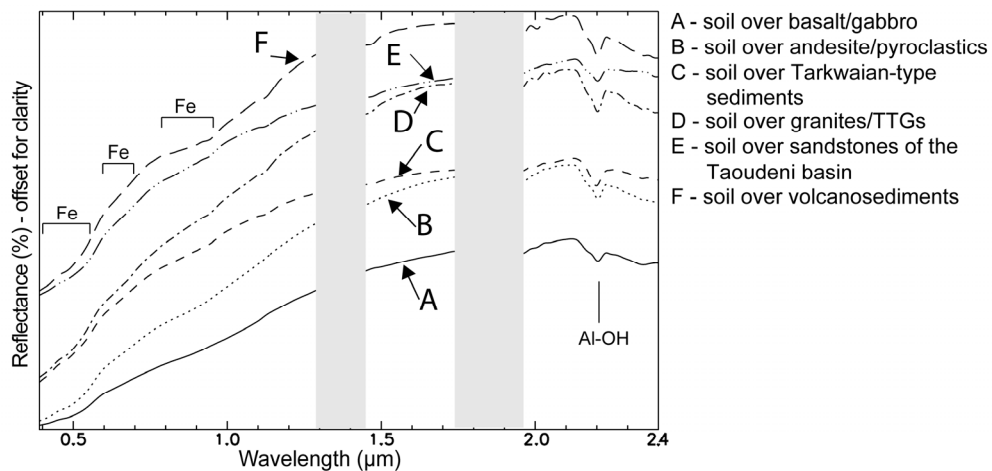 Reflectance (%) - offset for clarity
Fe
Fe
Fe
F
E
D
C
B
A
Al-OH
0.5
1.0
1.5
2.0
2.4
Wavelength (µm)
A - soil over basalt/gabbro
B - soil over andesite/pyroclastics
C - soil over Tarkwaian-type
sediments
D - soil over granites/TTGs
E - soil over sandstones of the
Taoudeni basin
F - soil over volcanosediments